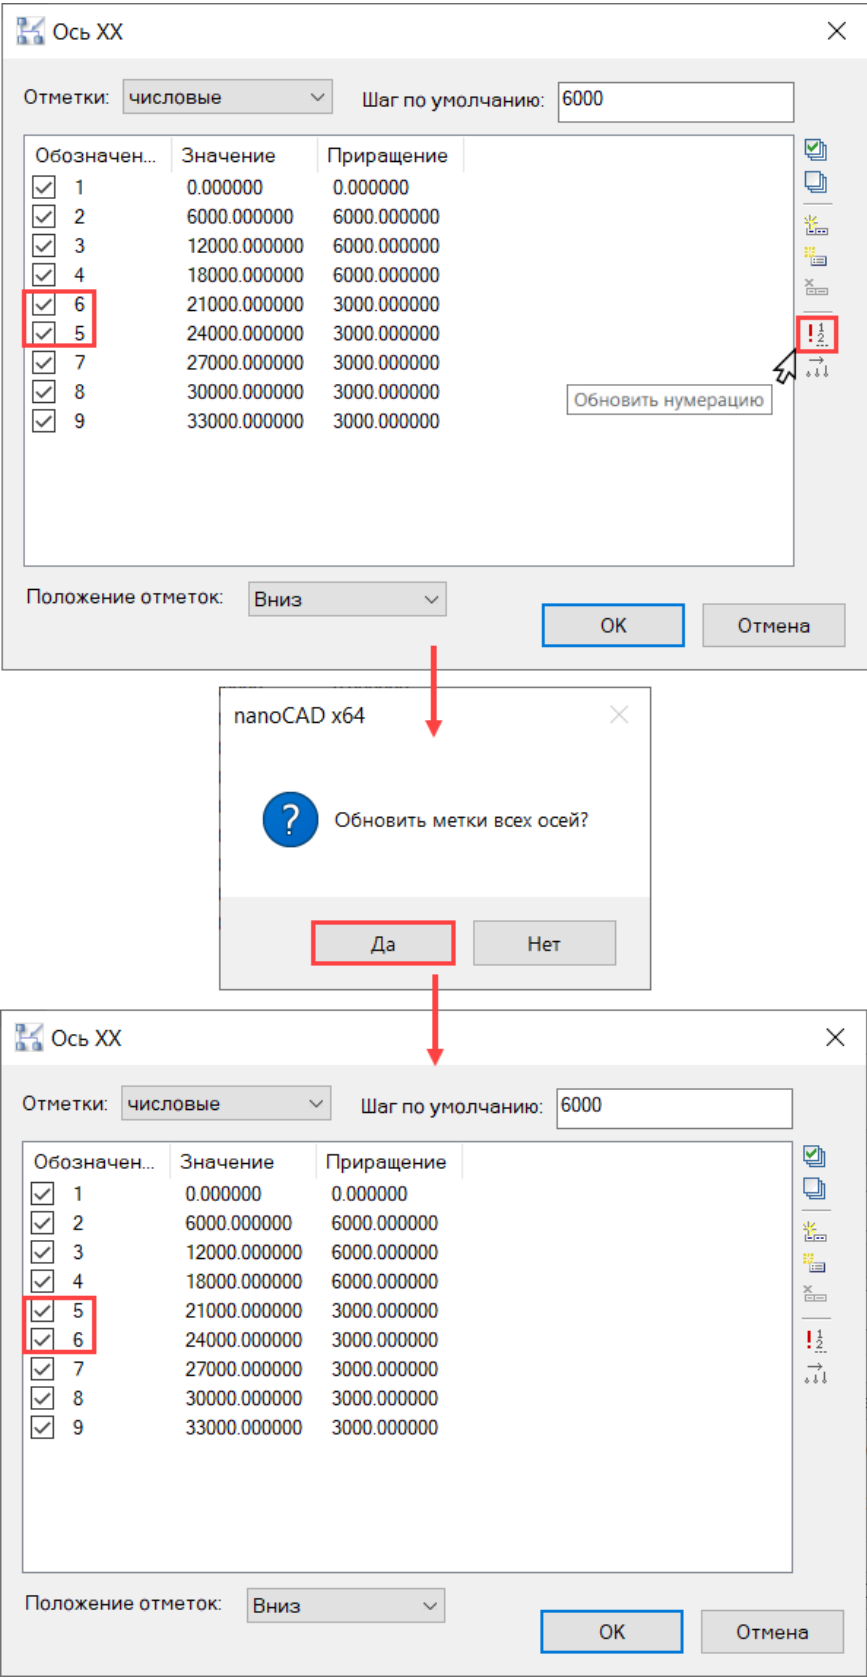 Ось XX
Отметки: числовые Шаг по умолчанию: 6000
Обозначен... Значение Приращение
1 0.000000 0.000000
2 6000.000000 6000.000000
3 12000.000000 6000.000000
4 18000.000000 6000.000000
6 21000.000000 3000.000000
5 24000.000000 3000.000000
7 27000.000000 3000.000000
8 30000.000000 3000.000000
9 33000.000000 3000.000000
Обновить нумерацию
Положение отметок: Вниз
OK Отмена
nanoCAD x64
Обновить метки всех осей?
Да Нет
Ось XX
Отметки: числовые Шаг по умолчанию: 6000
Обозначен... Значение Приращение
1 0.000000 0.000000
2 6000.000000 6000.000000
3 12000.000000 6000.000000
4 18000.000000 6000.000000
5 21000.000000 3000.000000
6 24000.000000 3000.000000
7 27000.000000 3000.000000
8 30000.000000 3000.000000
9 33000.000000 3000.000000
Положение отметок: Вниз
OK Отмена